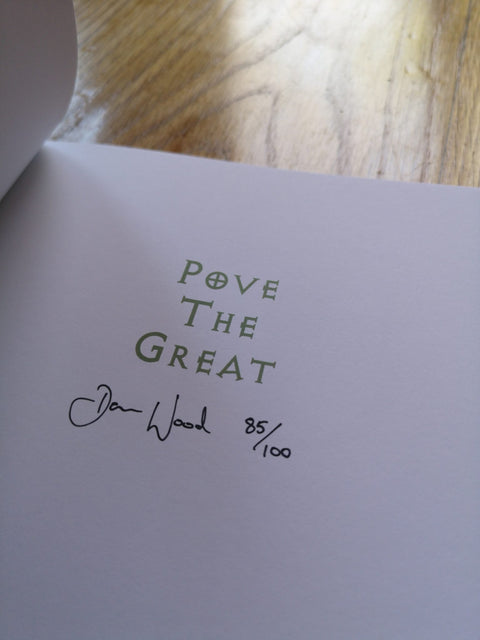 Pove
The
Great
Dan Wood 85/100